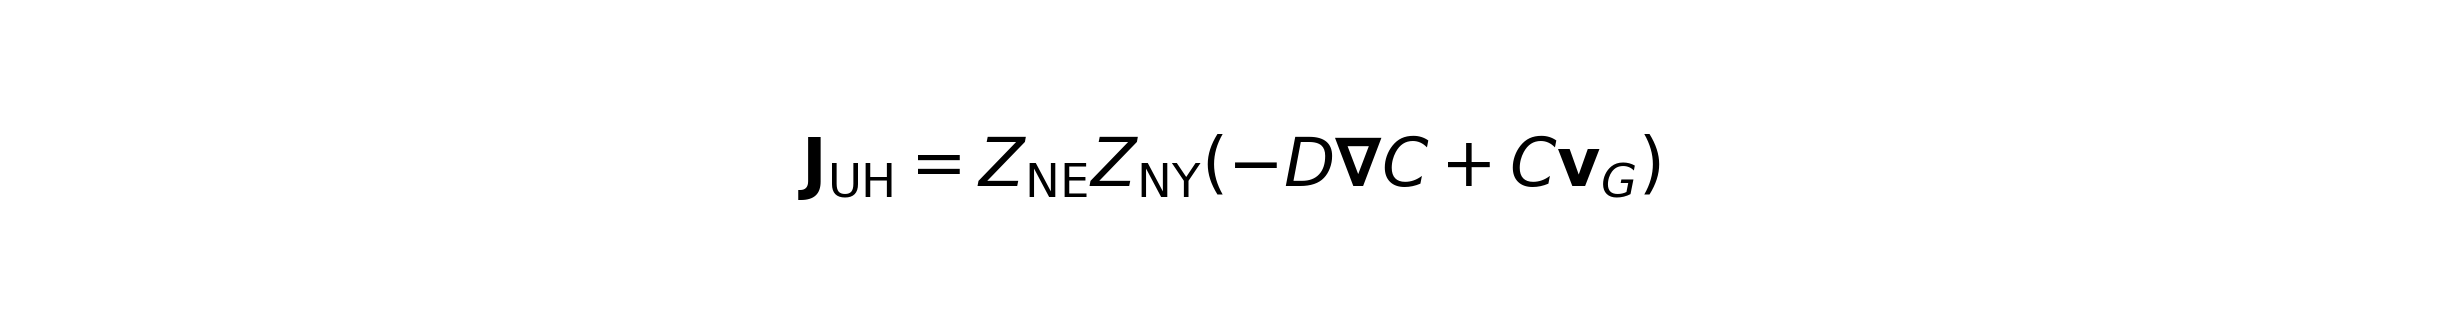 𝐉_UH = Z_NE Z_NY (−D𝛁C + C𝐯_G)